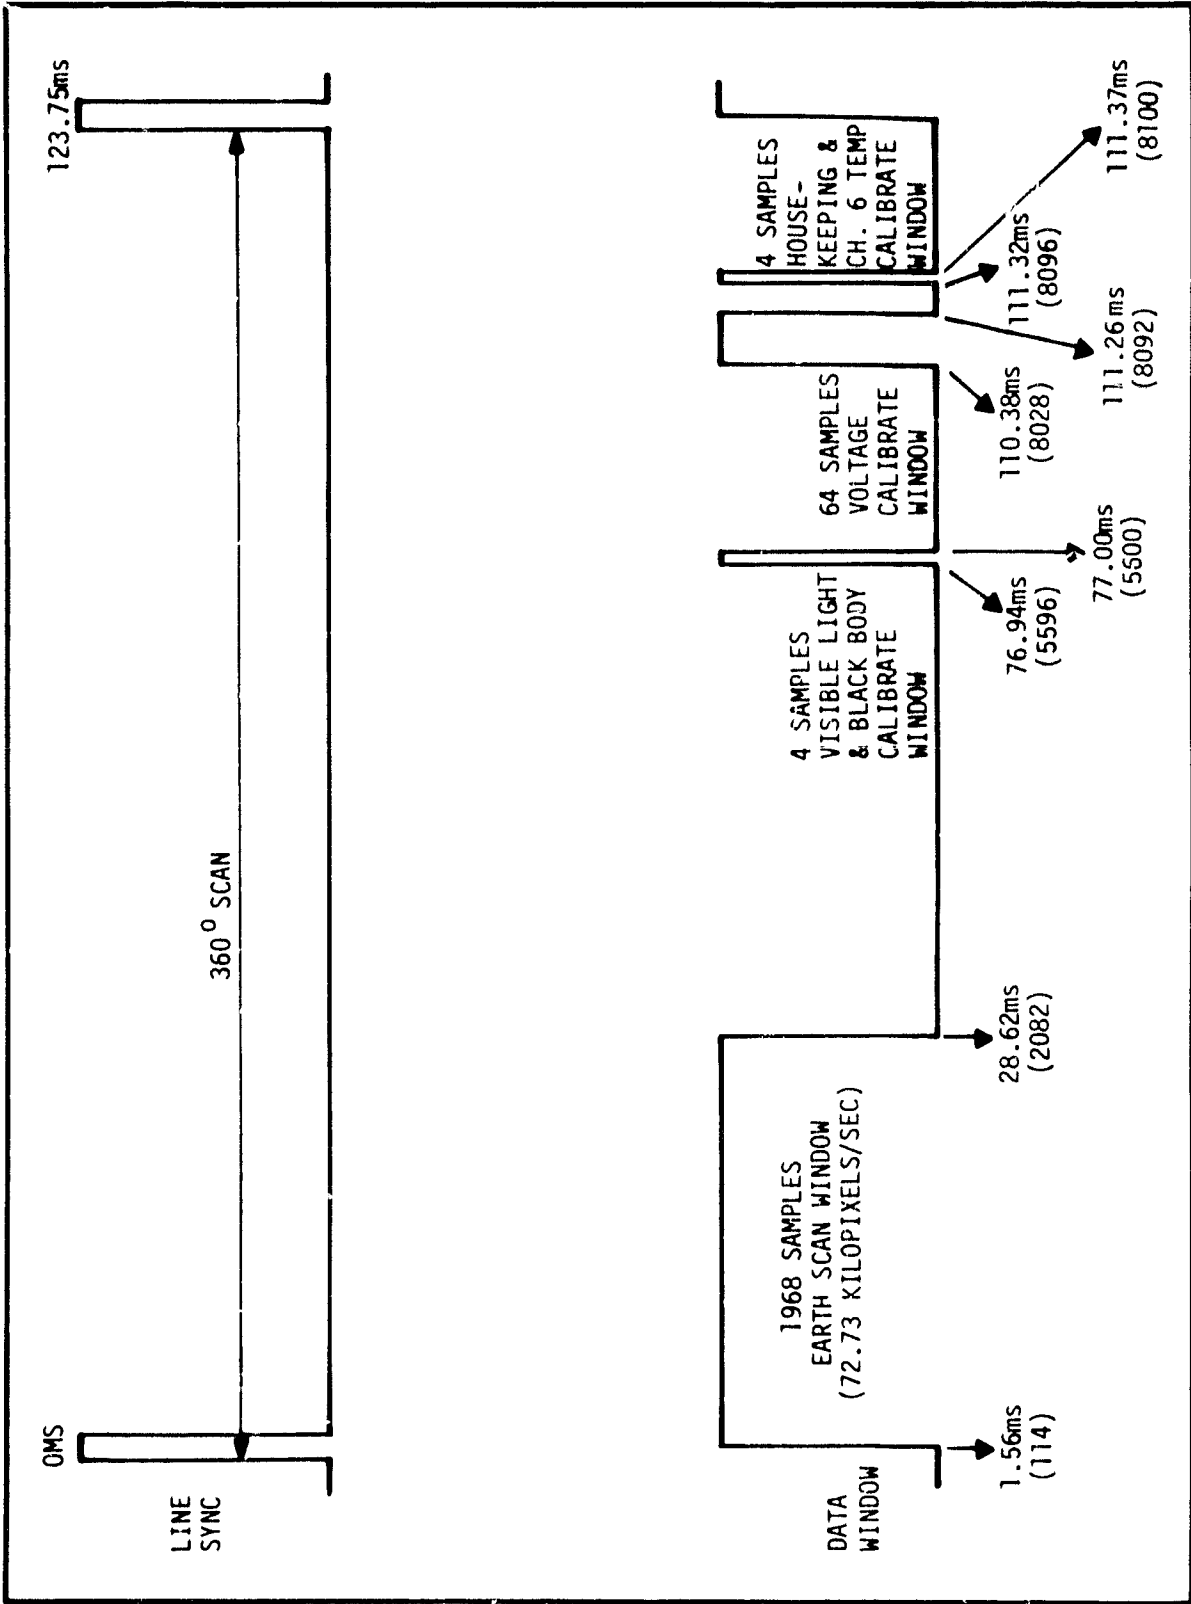 LINE
SYNC
0MS
360° SCAN
123.75ms
DATA
WINDOW
1968 SAMPLES
EARTH SCAN WINDOW
(72.73 KILOPIXELS/SEC)
4 SAMPLES
VISIBLE LIGHT
& BLACK BODY
CALIBRATE
WINDOW
64 SAMPLES
VOLTAGE
CALIBRATE
WINDOW
4 SAMPLES
HOUSE-
KEEPING &
CH. 6 TEMP
CALIBRATE
WINDOW
1.56ms
(114)
28.62ms
(2082)
76.94ms
(5596)
77.00ms
(5600)
110.38ms
(8028)
111.26ms
(8092)
111.32ms
(8096)
111.37ms
(8100)